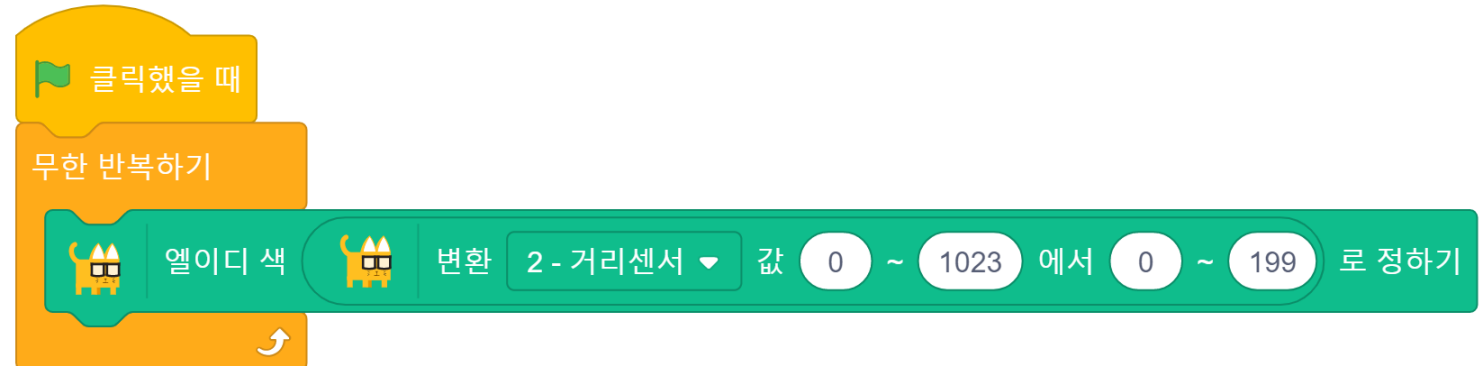 클릭했을 때
무한 반복하기
엘이디 색 변환 2 - 거리센서 값 0 ~ 1023 에서 0 ~ 199 로 정하기